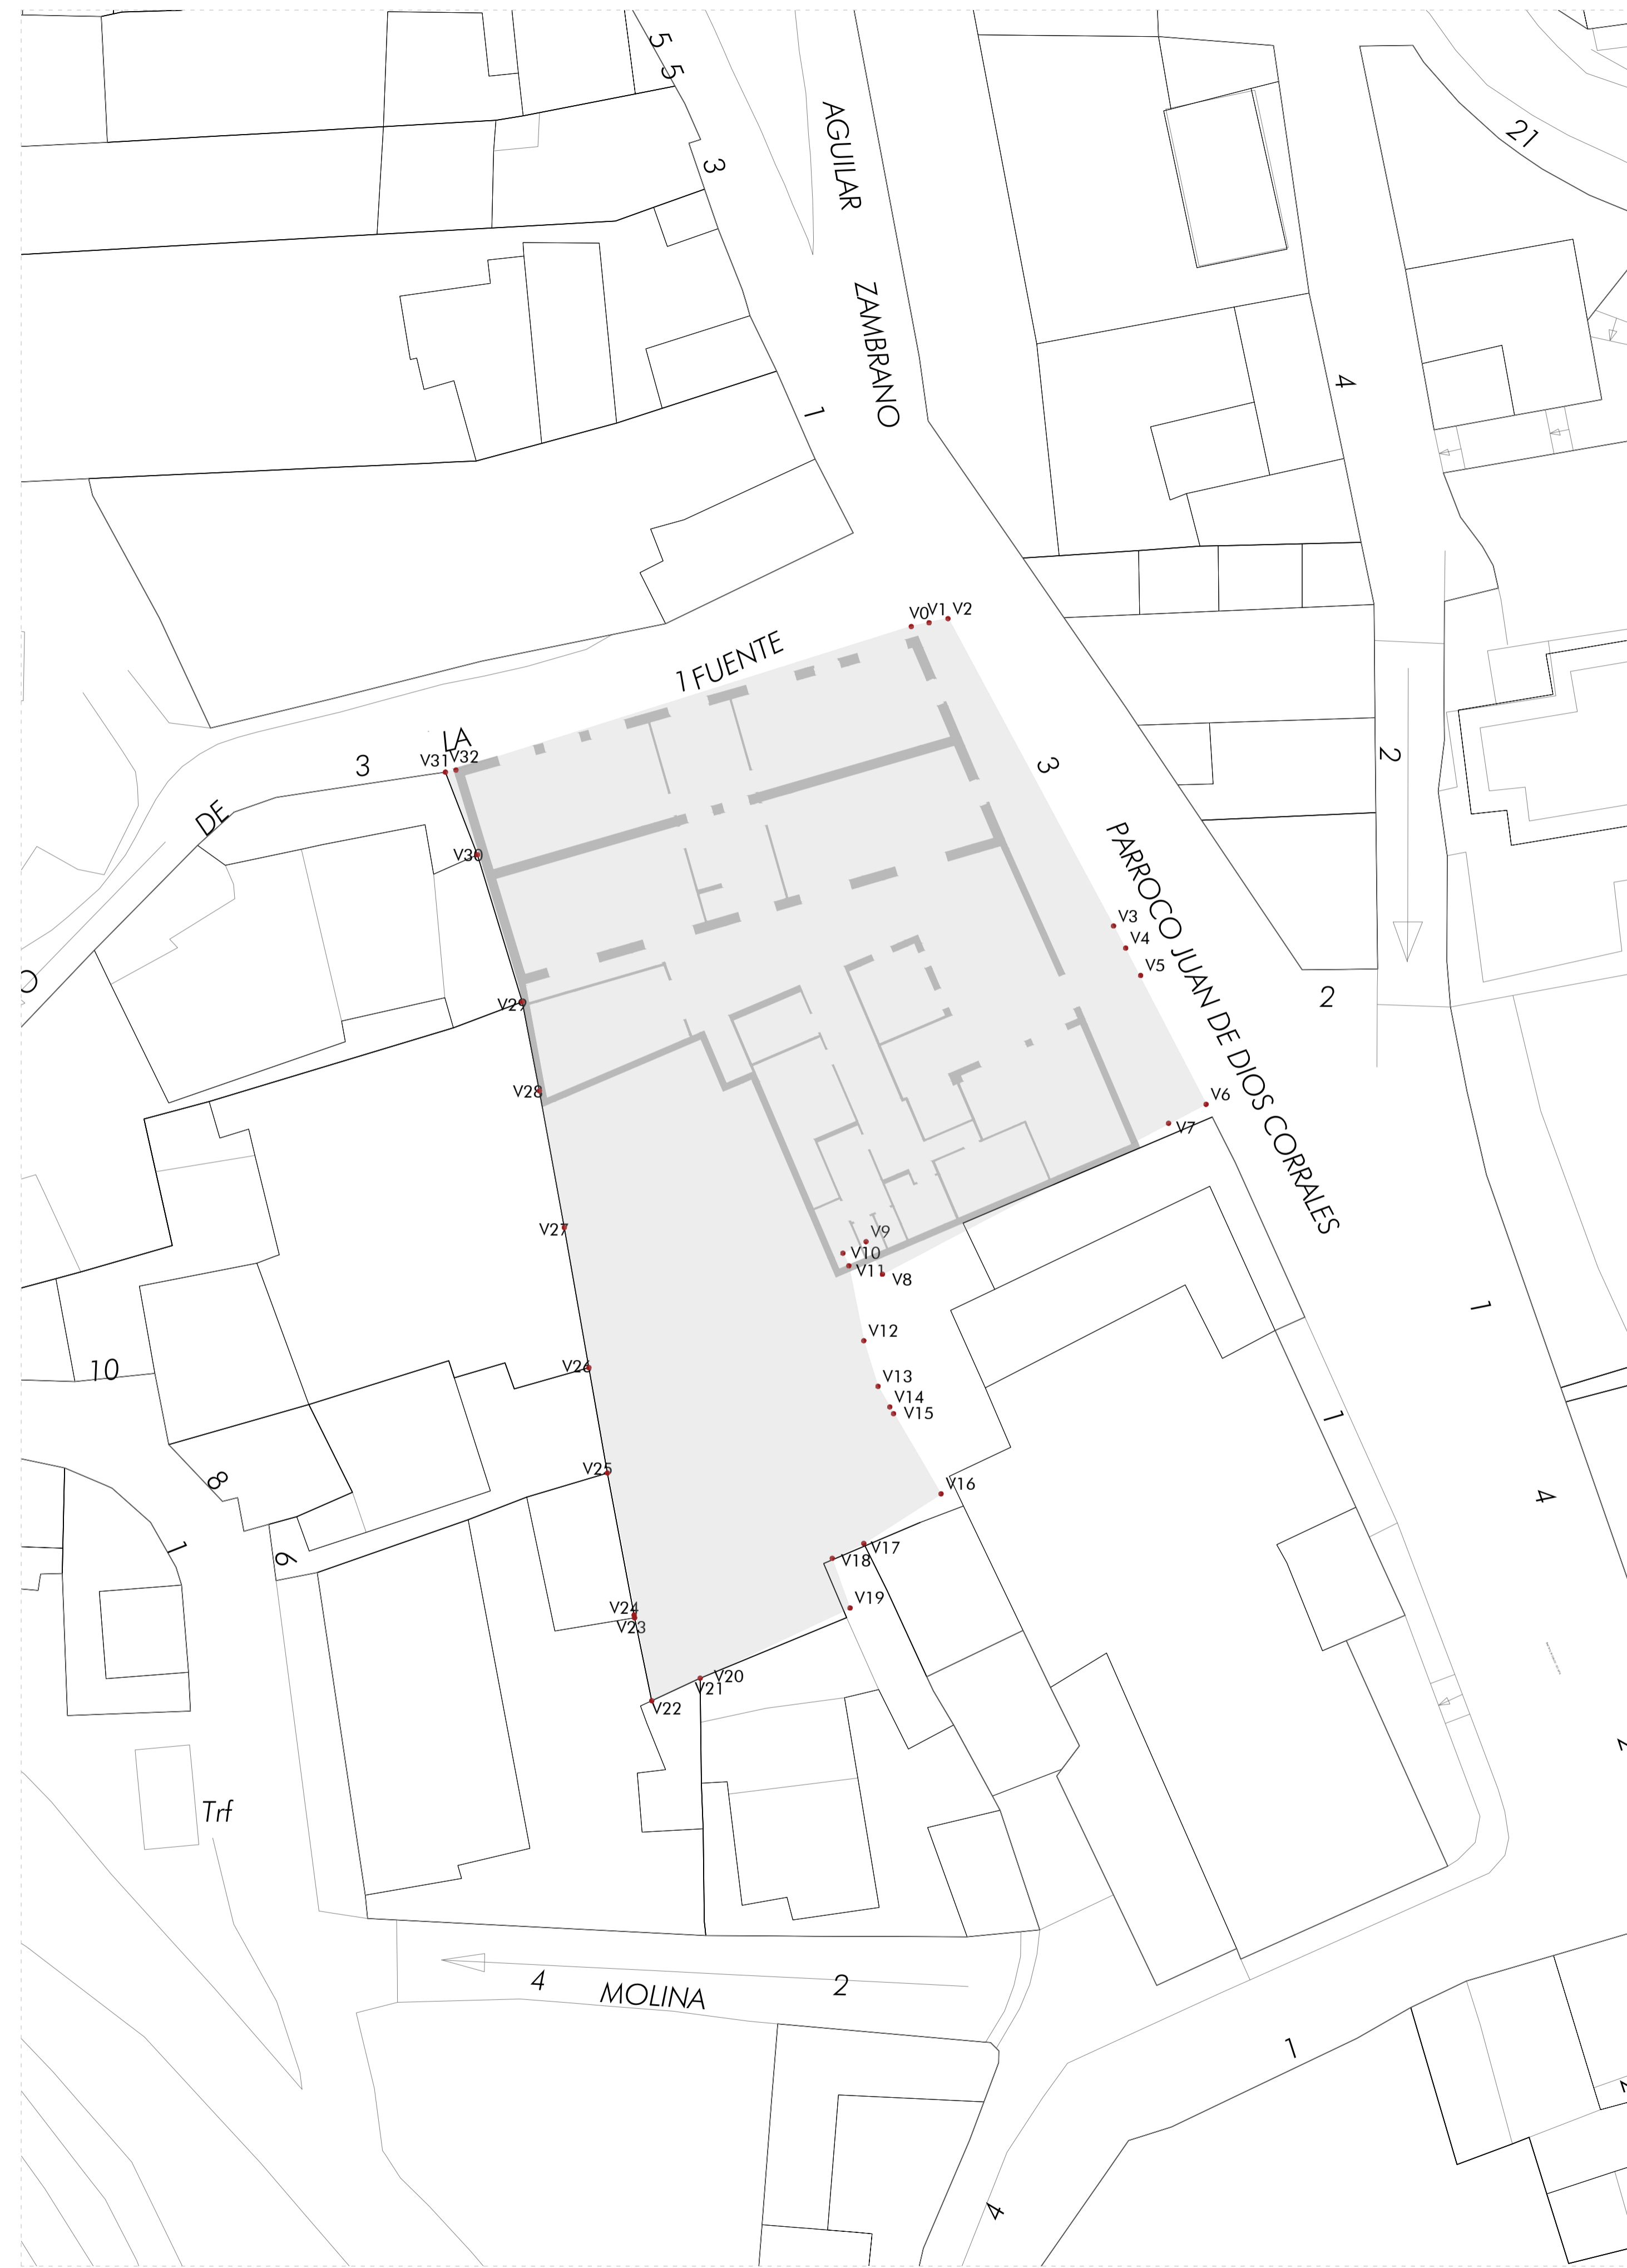 5
5
3
21
AGUILAR
ZAMBRANO
4
1
V0 V1 V2
1 FUENTE
LA
V31 V32
3
3
2
DE
PARROCO JUAN DE DIOS CORRALES
V30
V3
V4
V5
2
V29
V28
V6
V7
V27
V9
V10
V11
V8
1
V12
10
V26
V13
V14
V15
1
8
V25
V16
4
1
6
V17
V18
V24
V19
V23
V20
V21
V22
Trf
4
MOLINA
2
1
4